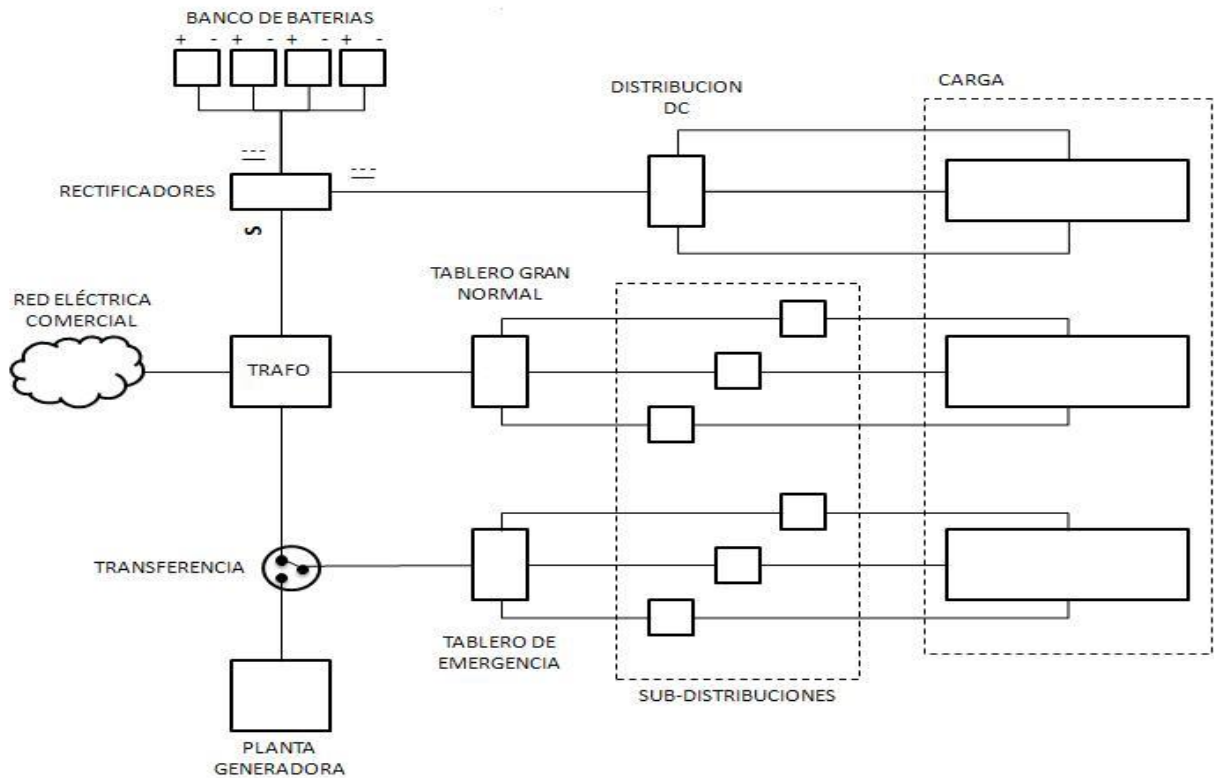 BANCO DE BATERIAS
+ - + - + - + -
DISTRIBUCION
DC
CARGA
RECTIFICADORES
S
TABLERO GRAN
NORMAL
RED ELÉCTRICA
COMERCIAL
TRAFO
TRANSFERENCIA
TABLERO DE
EMERGENCIA
SUB-DISTRIBUCIONES
PLANTA
GENERADORA